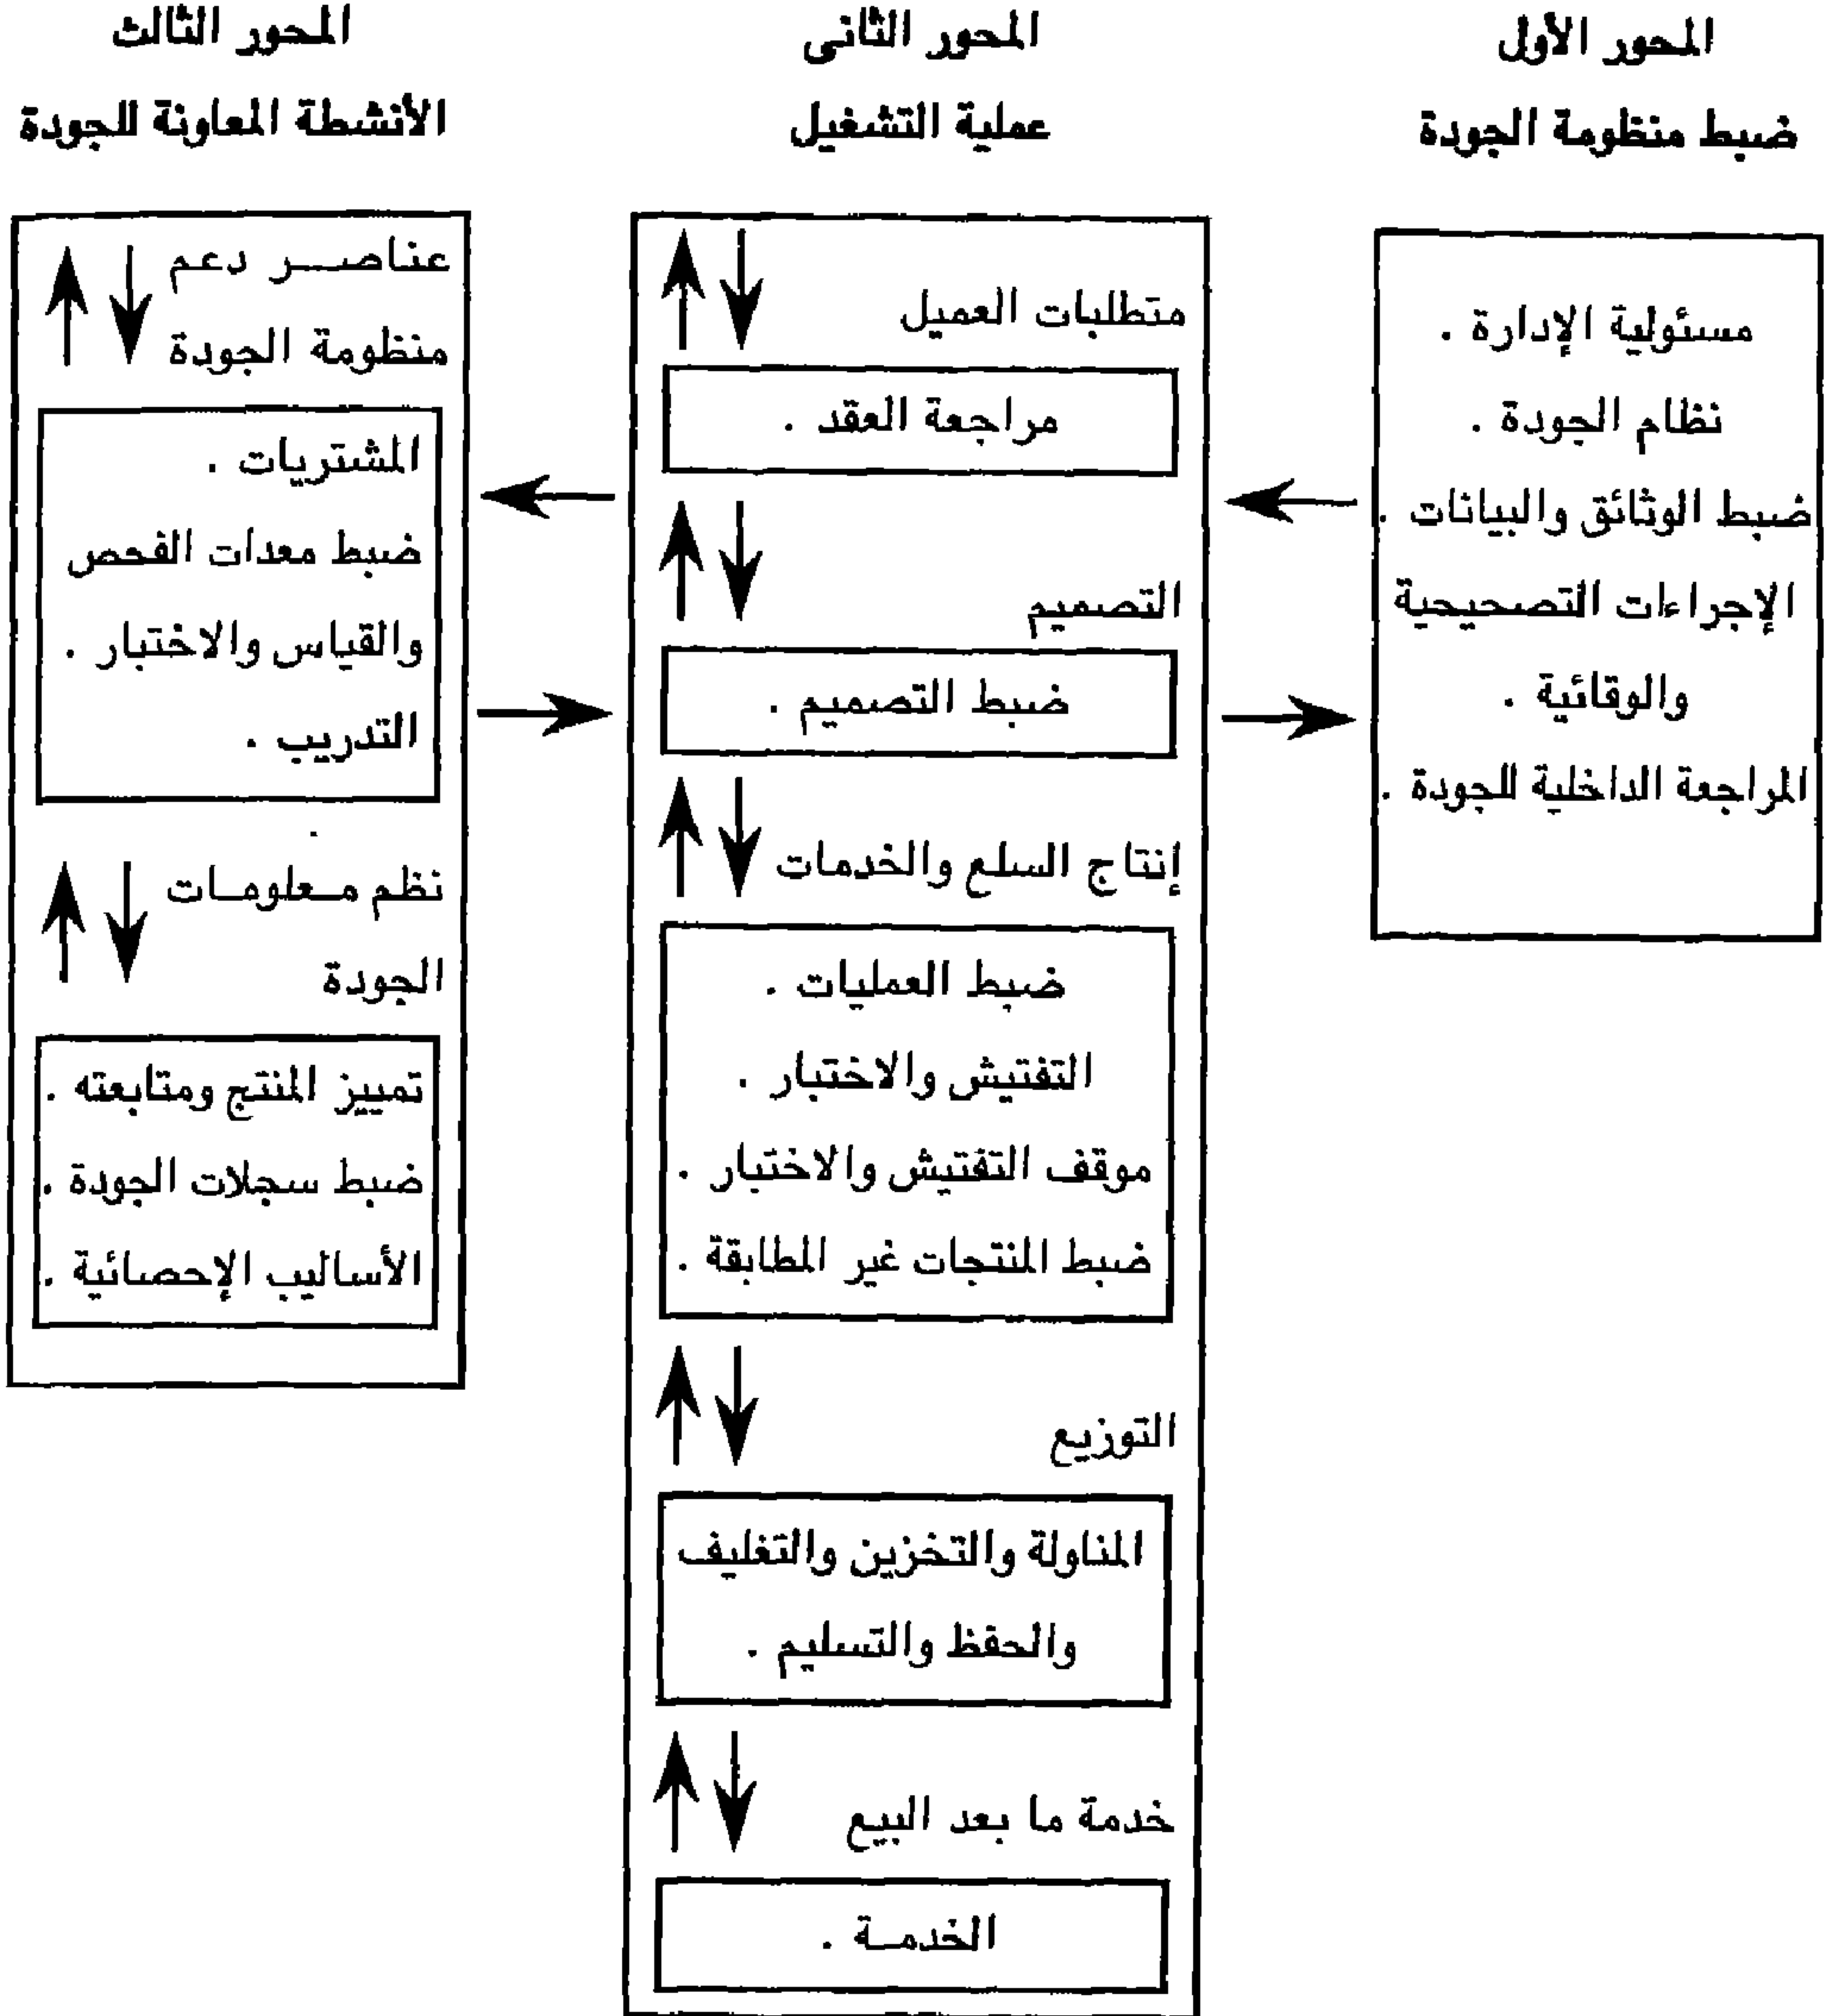 المحور الأول
ضبط منظومة الجودة
مسئولية الإدارة .
نظام الجودة .
ضبط الوثائق والبيانات .
الإجراءات التصحيحية
والوقائية .
المراجعة الداخلية للجودة .
المحور الثانى
عملية التشغيل
متطلبات العميل
مراجعة العقد .
التصميم
ضبط التصميم .
إنتاج السلع والخدمات
ضبط العمليات .
التفتيش والاختبار .
موقف التفتيش والاختبار .
ضبط المنتجات غير المطابقة .
التوزيع
المناولة والتخزين والتغليف
والحفظ والتسليم .
خدمة ما بعد البيع
الخدمة .
المحور الثالث
الأنشطة المعاونة للجودة
عناصر دعم
منظومة الجودة
المشتريات .
ضبط معدات الفحص
والقياس والاختبار .
التدريب .
نظم معلومات
الجودة
تمييز المنتج ومتابعته .
ضبط سجلات الجودة .
الأساليب الإحصائية .